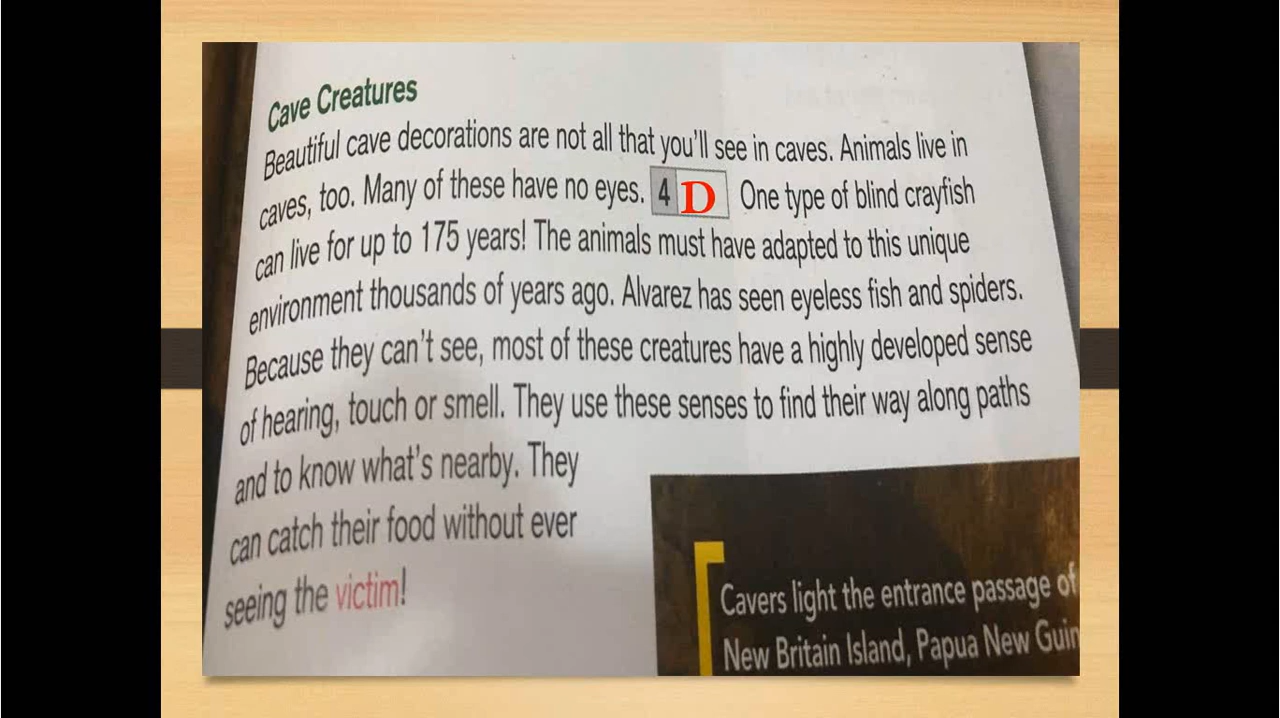 Cave Creatures
Beautiful cave decorations are not all that you'll see in caves. Animals live in
caves, too. Many of these have no eyes. 4 D One type of blind crayfish
can live for up to 175 years! The animals must have adapted to this unique
environment thousands of years ago. Alvarez has seen eyeless fish and spiders.
Because they can't see, most of these creatures have a highly developed sense
of hearing, touch or smell. They use these senses to find their way along paths
and to know what's nearby. They
can catch their food without ever
seeing the victim!
Cavers light the entrance passage of
New Britain Island, Papua New Guin